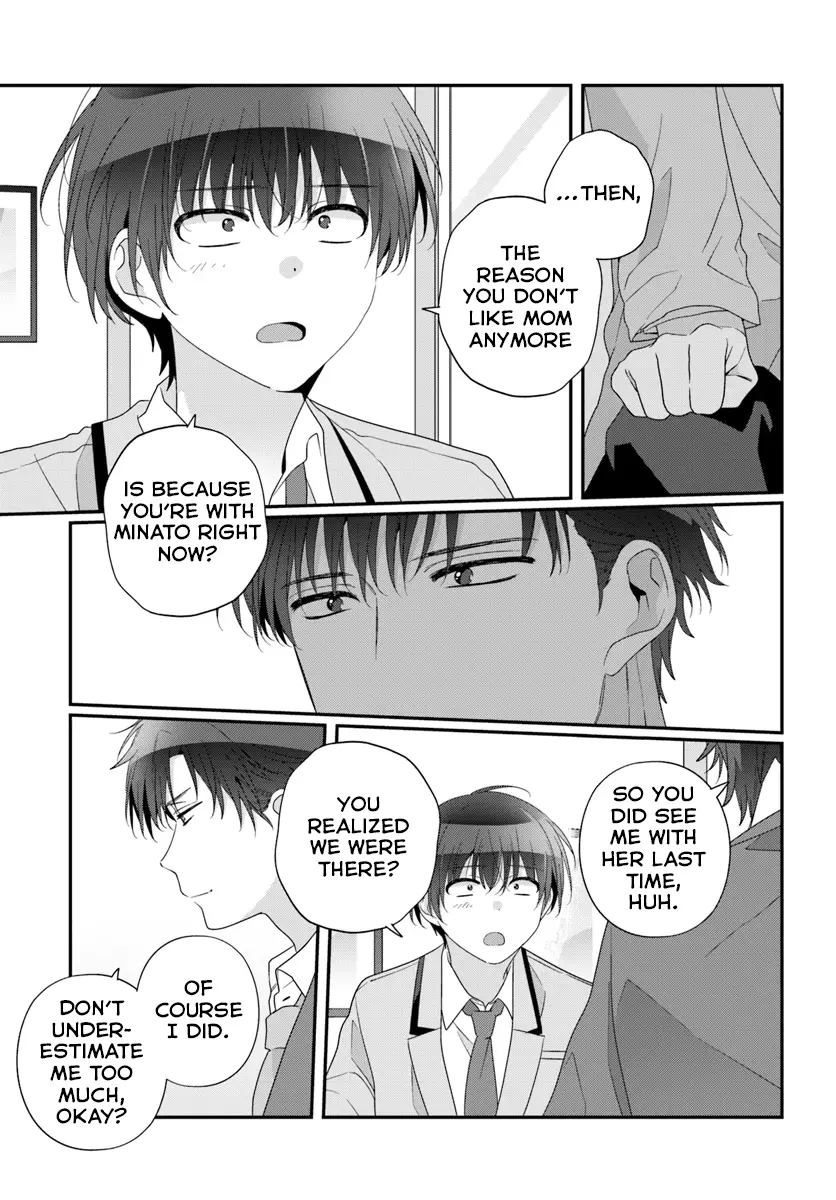 ...THEN,
THE
REASON
YOU DON'T
LIKE MOM
ANYMORE
IS BECAUSE
YOU'RE WITH
MINATO RIGHT
NOW?
SO YOU
DID SEE
ME WITH
HER LAST
TIME,
HUH.
YOU
REALIZED
WE WERE
THERE?
OF
COURSE
I DID.
DON'T
UNDER-
ESTIMATE
ME TOO
MUCH,
OKAY?